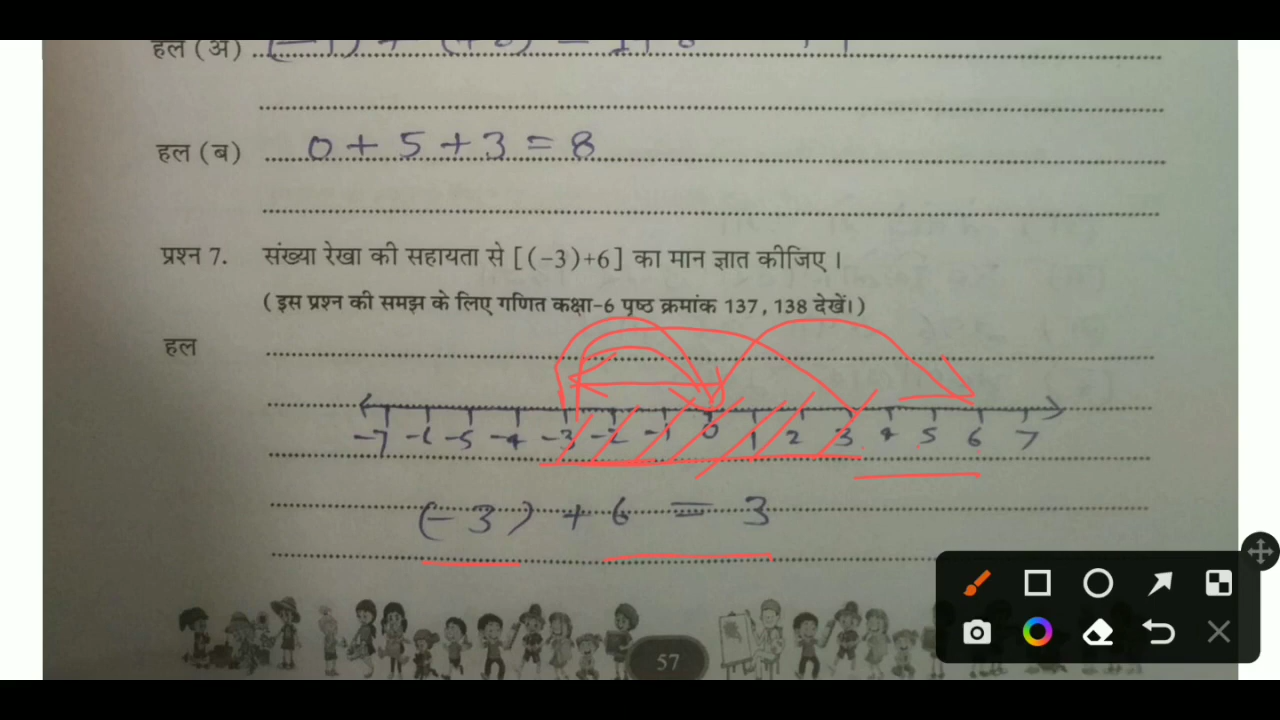 हल (अ)
हल (ब) 0 + 5 + 3 = 8
प्रश्न 7. संख्या रेखा की सहायता से [(-3)+6] का मान ज्ञात कीजिए ।
( इस प्रश्न की समझ के लिए गणित कक्षा-6 पृष्ठ क्रमांक 137, 138 देखें। )
हल
-7 -6 -5 -4 -3 -2 -1 0 1 2 3 4 5 6 7
(-3) + 6 = 3
57